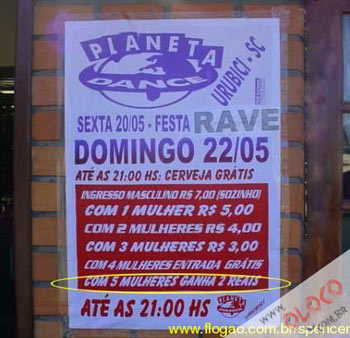 PLANETA
DANCE
URUBICI - SC
SEXTA 20/05 - FESTA RAVE
DOMINGO 22/05
ATÉ AS 21:00 HS: CERVEJA GRÁTIS
INGRESSO MASCULINO R$ 7,00 (SOZINHO)
COM 1 MULHER R$ 5,00
COM 2 MULHERES R$ 4,00
COM 3 MULHERES R$ 3,00
COM 4 MULHERES ENTRADA GRÁTIS
COM 5 MULHERES GANHA 2 REAIS
ATÉ AS 21:00 HS
PLANETA
www.flogao.com.br/spencer